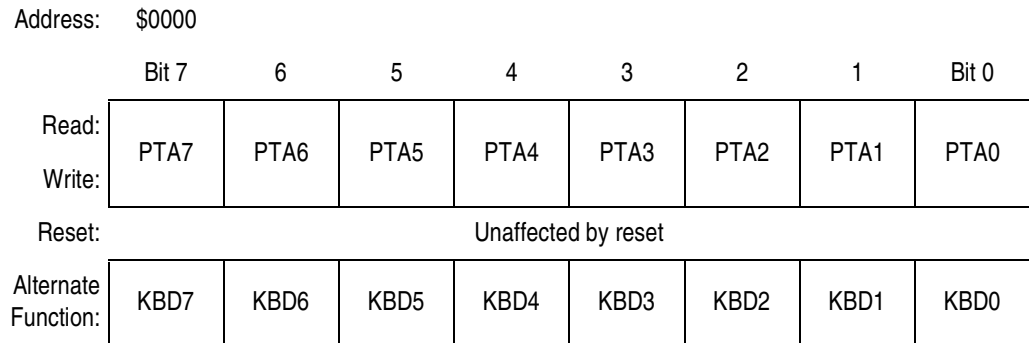 Address: $0000
Bit 7 6 5 4 3 2 1 Bit 0
Read:
PTA7 PTA6 PTA5 PTA4 PTA3 PTA2 PTA1 PTA0
Write:
Reset: Unaffected by reset
Alternate
Function: KBD7 KBD6 KBD5 KBD4 KBD3 KBD2 KBD1 KBD0